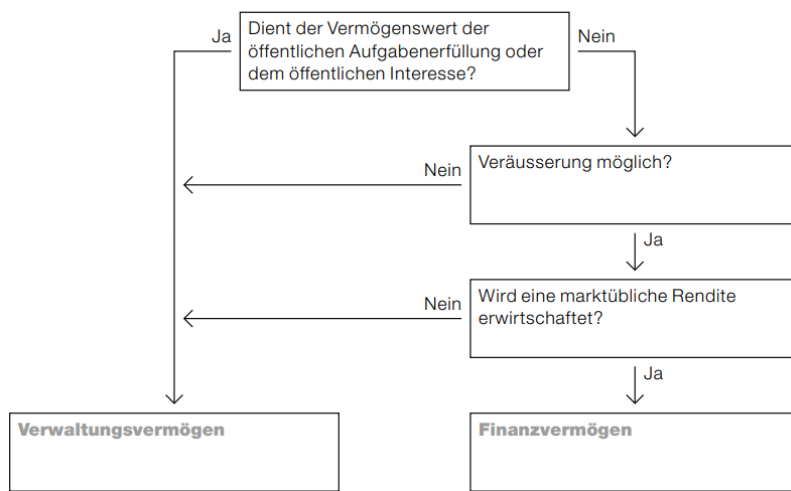 Dient der Vermögenswert der
Ja
öffentlichen Aufgabenerfüllung oder
Nein
dem öffentlichen Interesse?
Veräusserung möglich?
Nein
Ja
Wird eine marktübliche Rendite
Nein
erwirtschaftet?
Ja
Verwaltungsvermögen
Finanzvermögen